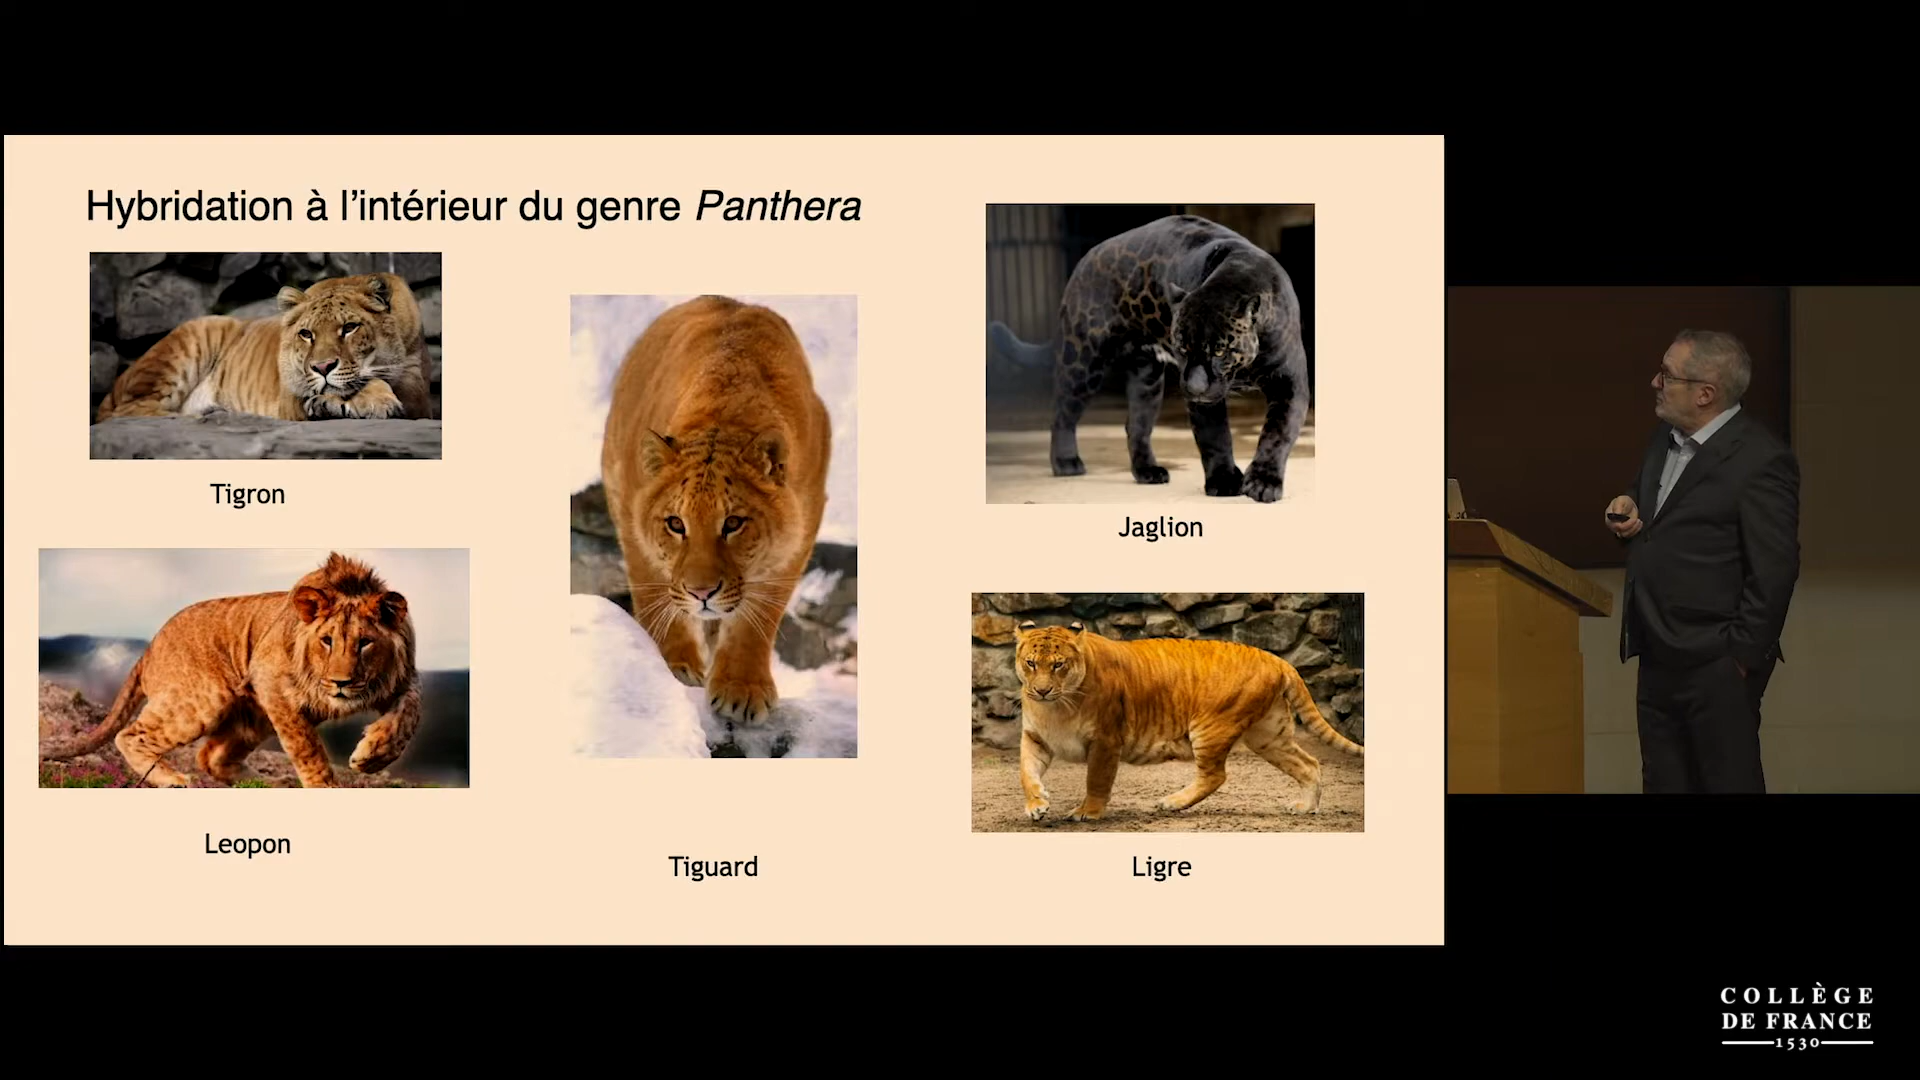 Hybridation à l’intérieur du genre Panthera
Tigron
Jaglion
Leopon
Tiguard
Ligre
COLLÈGE
DE FRANCE
1530